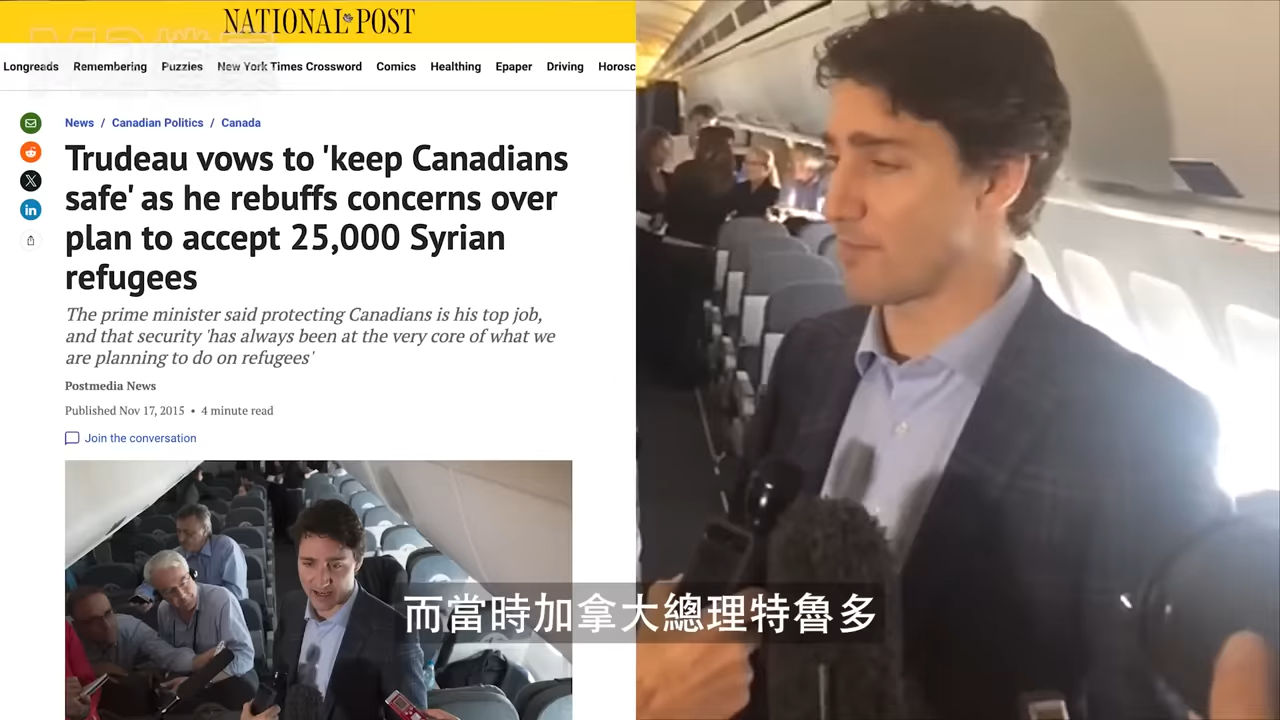 NATIONAL POST
Longreads Remembering Puzzles New York Times Crossword Comics Healthing Epaper Driving Horosc
News / Canadian Politics / Canada
Trudeau vows to 'keep Canadians
safe' as he rebuffs concerns over
plan to accept 25,000 Syrian
refugees
The prime minister said protecting Canadians is his top job,
and that security 'has always been at the very core of what we
are planning to do on refugees'
Postmedia News
Published Nov 17, 2015 • 4 minute read
Join the conversation
而當時加拿大總理特魯多